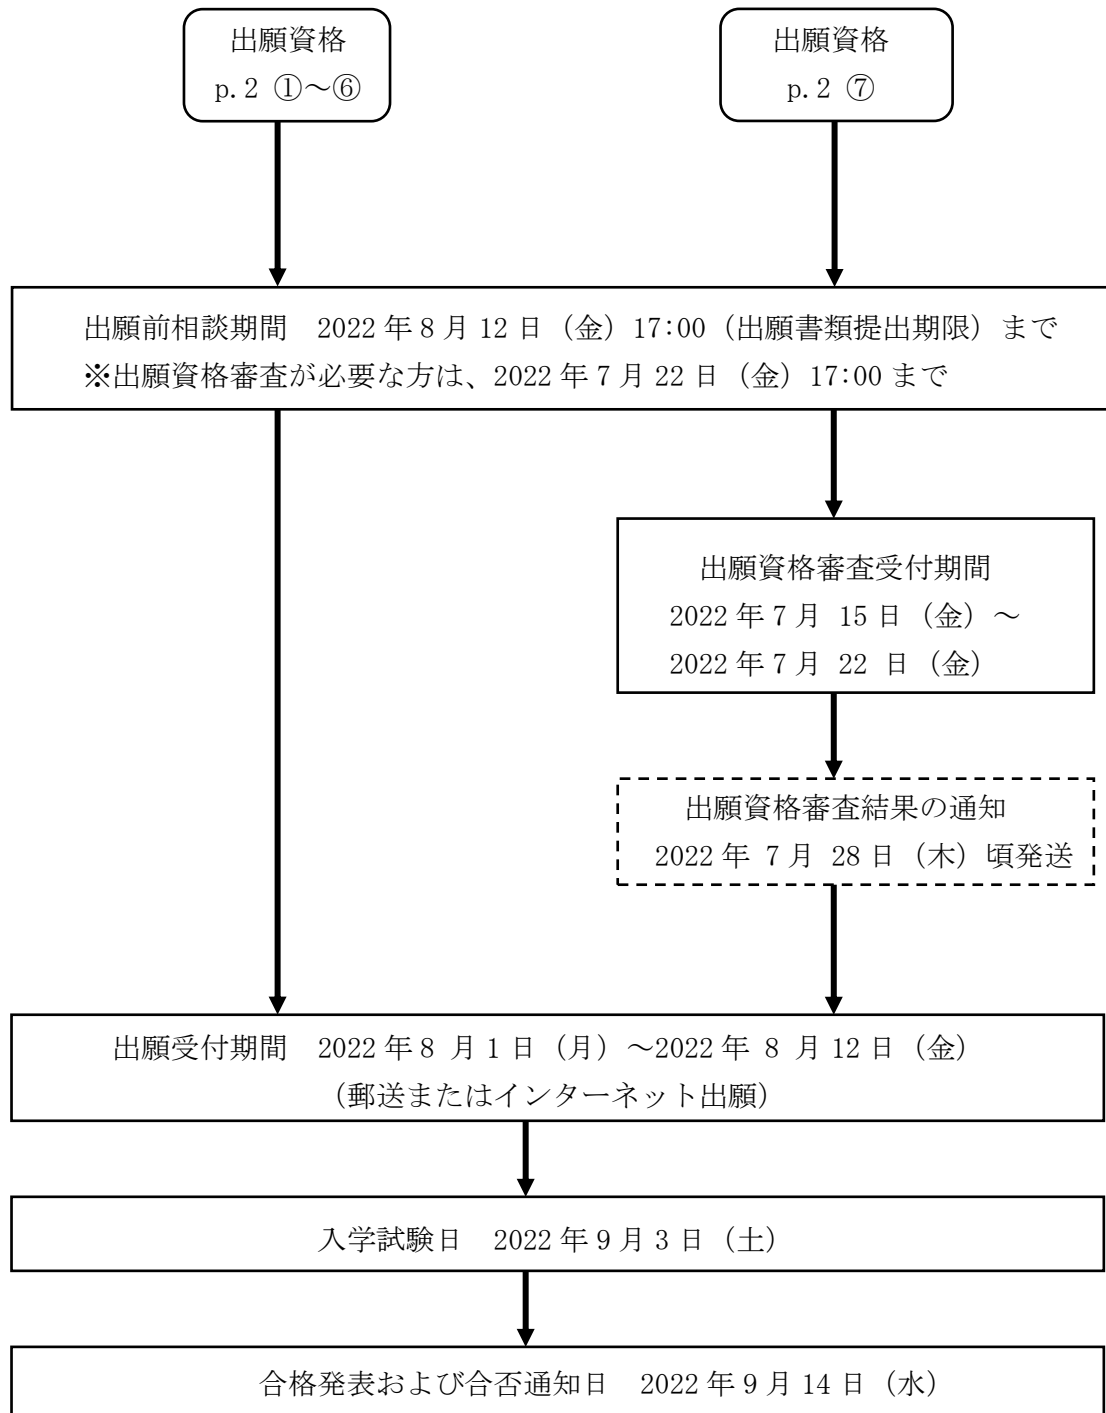 出願資格
p.2 ①～⑥
出願資格
p.2 ⑦
出願前相談期間　2022 年 8 月 12 日（金）17:00（出願書類提出期限）まで
※出願資格審査が必要な方は、2022 年 7 月 22 日（金）17:00 まで
出願資格審査受付期間
2022 年 7 月 15 日（金）～
2022 年 7 月 22 日（金）
出願資格審査結果の通知
2022 年 7 月 28 日（木）頃発送
出願受付期間　2022 年 8 月 1 日（月）～2022 年 8 月 12 日（金）
（郵送またはインターネット出願）
入学試験日　2022 年 9 月 3 日（土）
合格発表および合否通知日　2022 年 9 月 14 日（水）